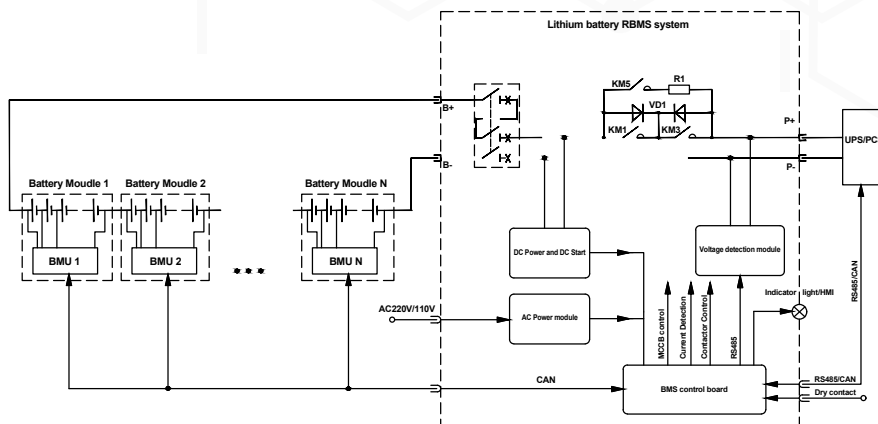 Lithium battery RBMS system
KM5
R1
VD1
KM1
KM3
B+
P+
UPS/PC
B-
P-
Battery Moudle 1
Battery Moudle 2
Battery Moudle N
BMU 1
BMU 2
BMU N
DC Power and DC Start
Voltage detection module
AC220V/110V
AC Power module
MCCB control
Current Detection
Contactor Control
RS485
Indicator light/HMI
RS485/CAN
CAN
BMS control board
RS485/CAN
Dry contact